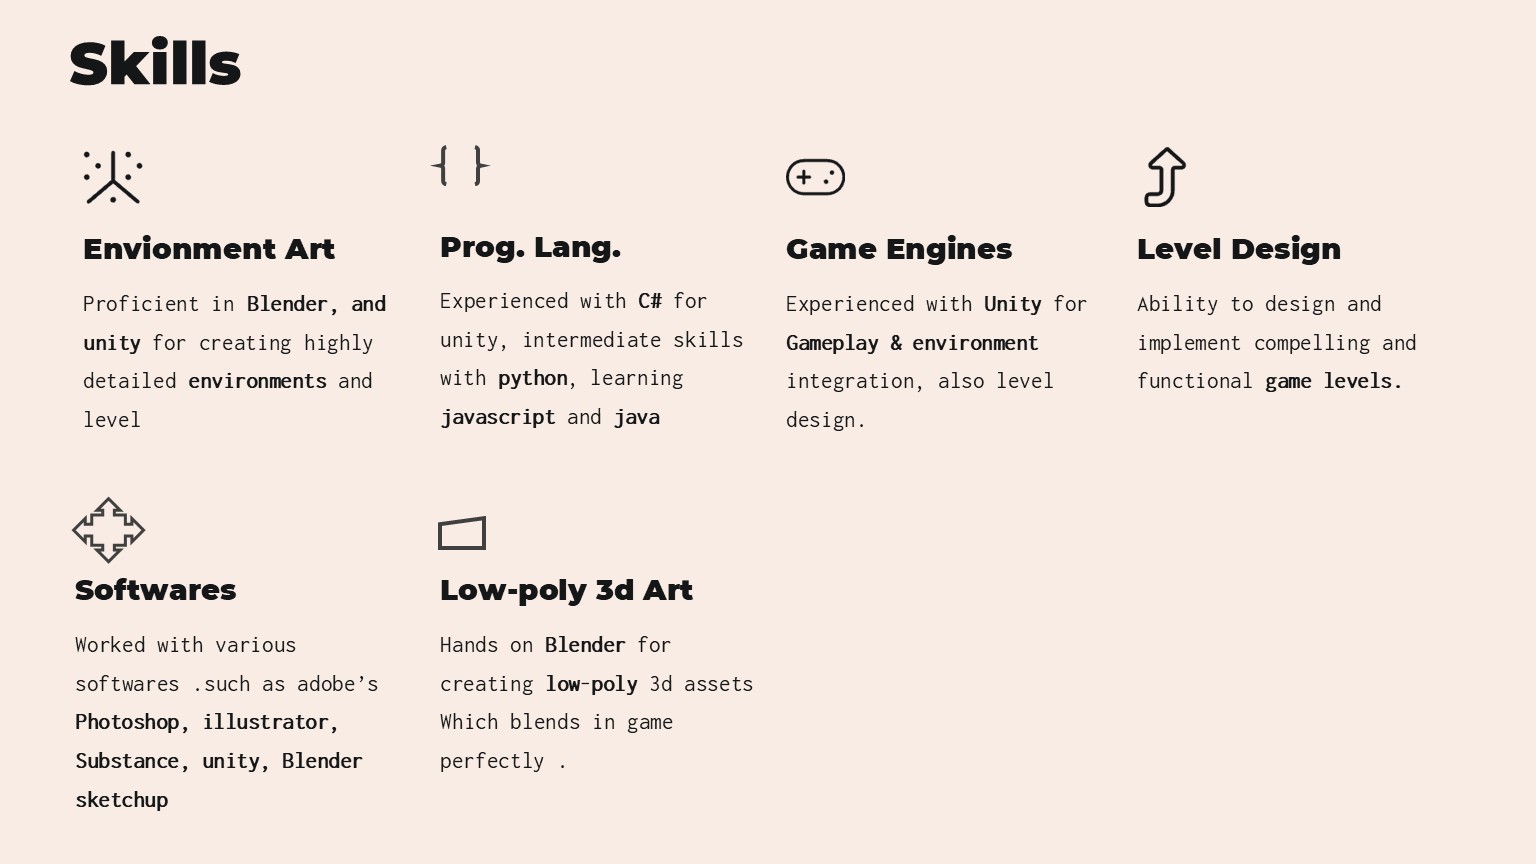 Skills
Envionment Art
Proficient in Blender, and
unity for creating highly
detailed environments and
level
Prog. Lang.
Experienced with C# for
unity, intermediate skills
with python, learning
javascript and java
Game Engines
Experienced with Unity for
Gameplay & environment
integration, also level
design.
Level Design
Ability to design and
implement compelling and
functional game levels.
Softwares
Worked with various
softwares .such as adobe’s
Photoshop, illustrator,
Substance, unity, Blender
sketchup
Low-poly 3d Art
Hands on Blender for
creating low-poly 3d assets
Which blends in game
perfectly .